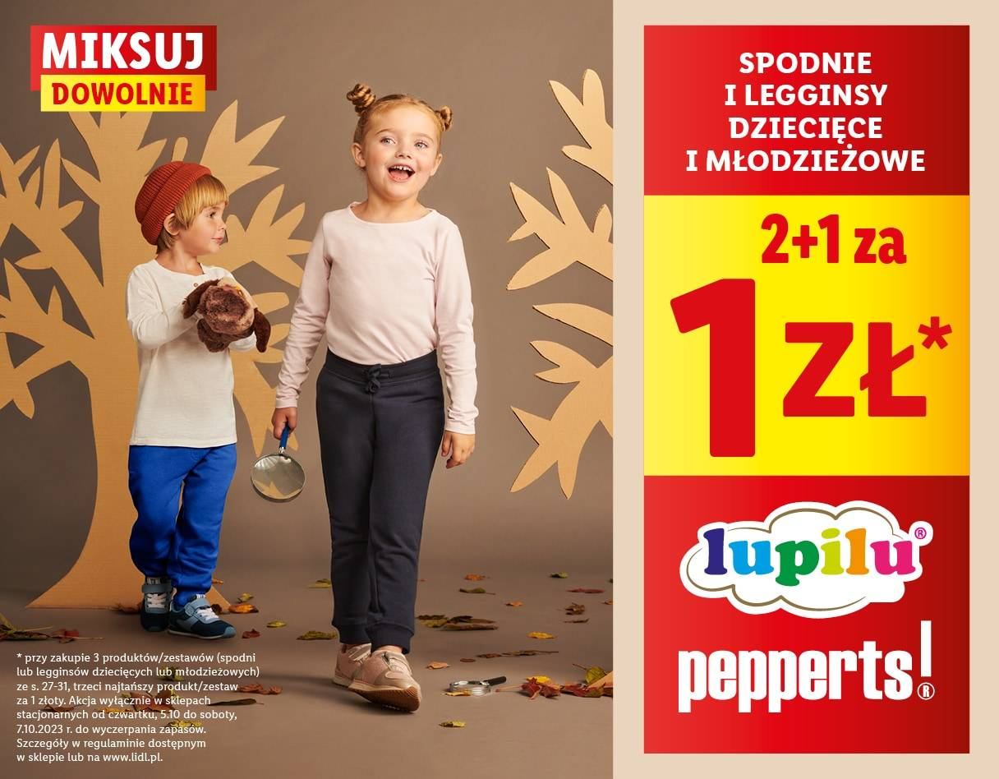 MIKSUJ
DOWOLNIE
SPODNIE
I LEGGINSY
DZIECIĘCE
I MŁODZIEŻOWE
2+1 za
1 ZŁ*
lupilu®
pepperts!®
* przy zakupie 3 produktów/zestawów (spodni
lub legginsów dziecięcych lub młodzieżowych)
ze s. 27-31, trzeci najtańszy produkt/zestaw
za 1 złoty. Akcja wyłącznie w sklepach
stacjonarnych od czwartku, 5.10 do soboty,
7.10.2023 r. do wyczerpania zapasów.
Szczegóły w regulaminie dostępnym
w sklepie lub na www.lidl.pl.